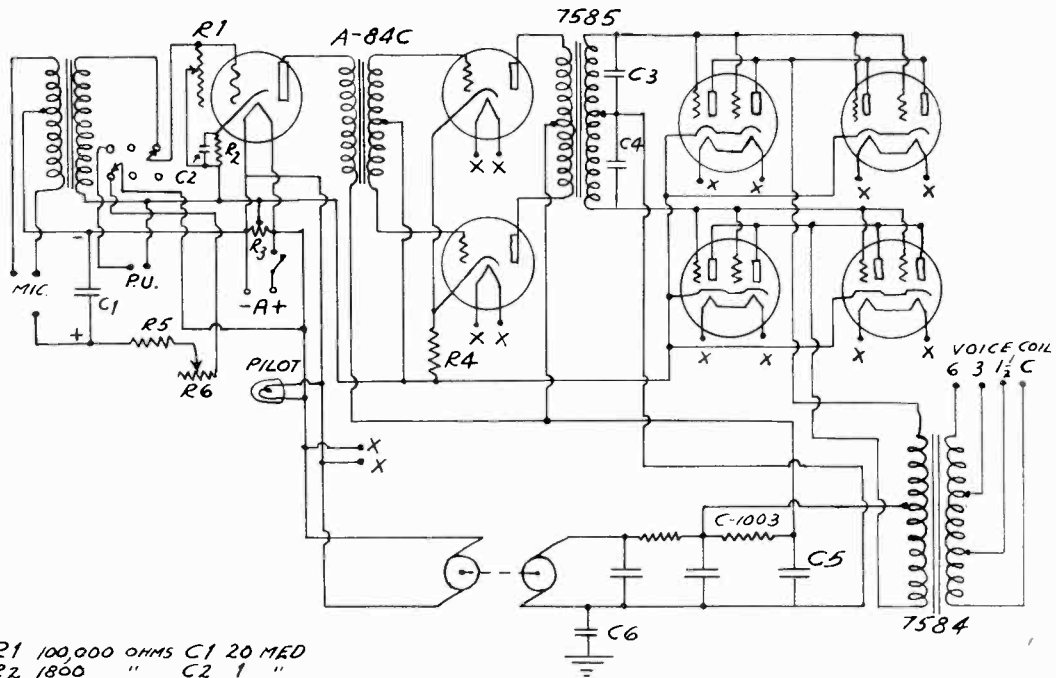 R1
A-84C
7585
C3
C4
C2
R2
R3
MIC.
C1
P.U.
-A+
-
+
R5
R6
R4
PILOT
X X
X X
X
X
X
X
X
X
X
X
X
X
VOICE COIL
6 3 1½ C
C-1003
C5
C6
7584
R1 100,000 OHMS C1 20 MED
R2 1800 " C2 1 "